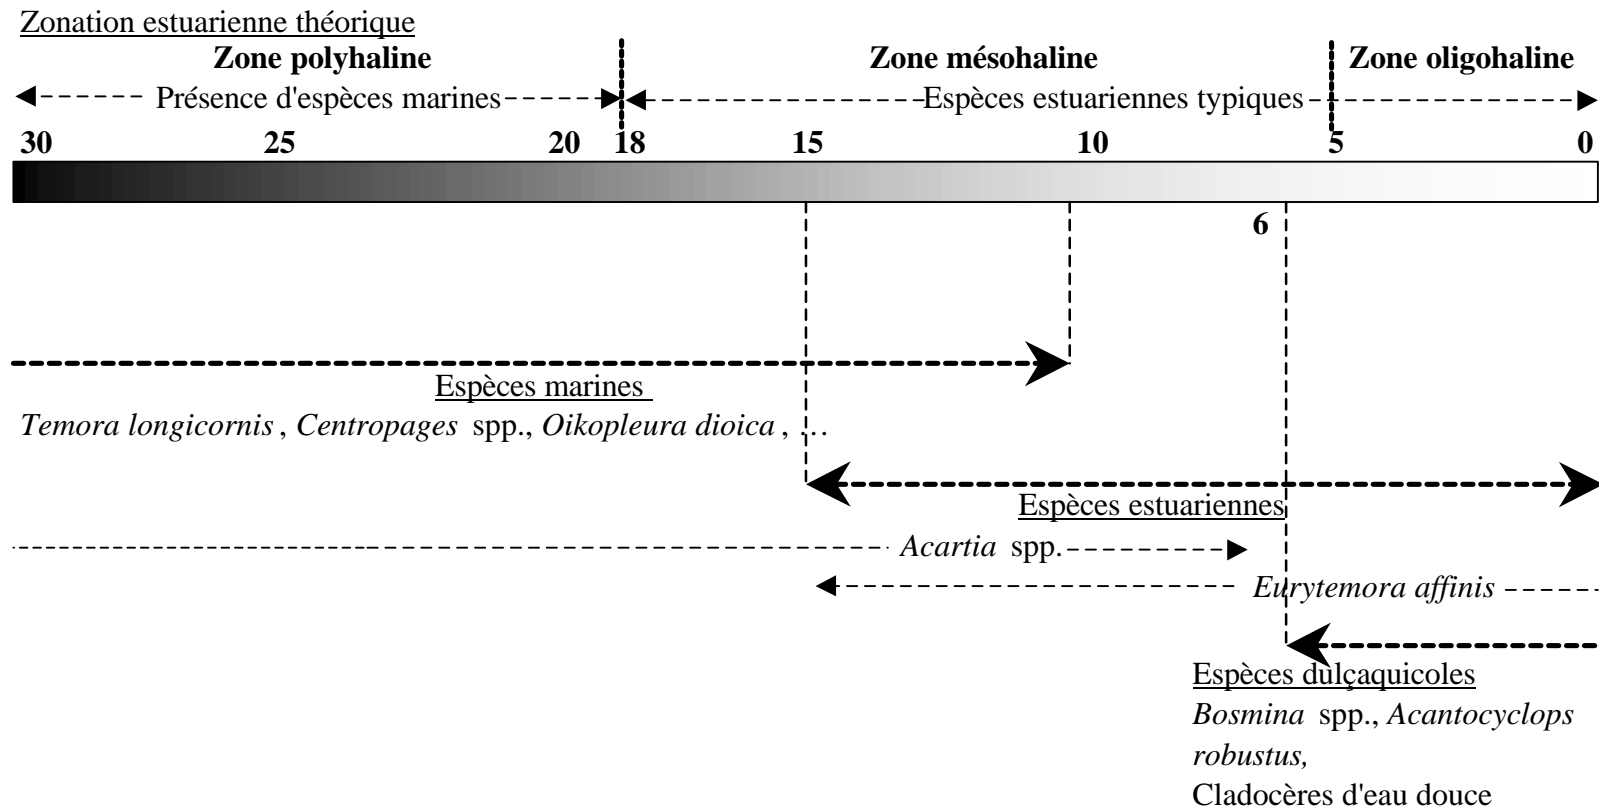 Zonation estuarienne théorique
Zone polyhaline Zone mésohaline Zone oligohaline
Présence d'espèces marines Espèces estuariennes typiques
30 25 20 18 15 10 5 0
6
Espèces marines
Temora longicornis, Centropages spp., Oikopleura dioica, …
Espèces estuariennes
Acartia spp.
Eurytemora affinis
Espèces dulçaquicoles
Bosmina spp., Acantocyclops
robustus,
Cladocères d'eau douce